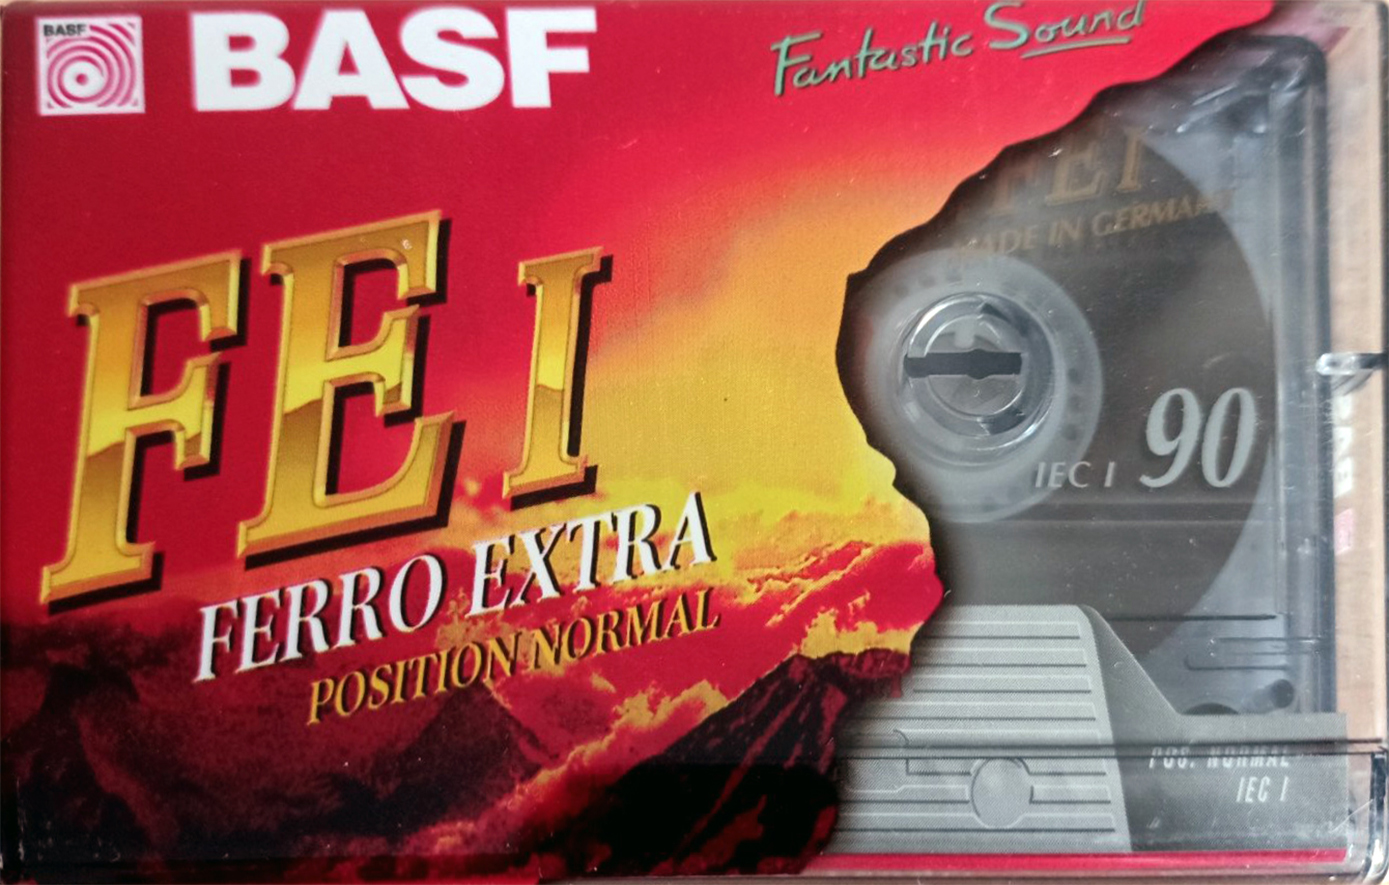 BASF
BASF
Fantastic Sound
FE I
MADE IN GERMANY
FE I
IEC I 90
FERRO EXTRA
POSITION NORMAL
POS. NORMAL
IEC I